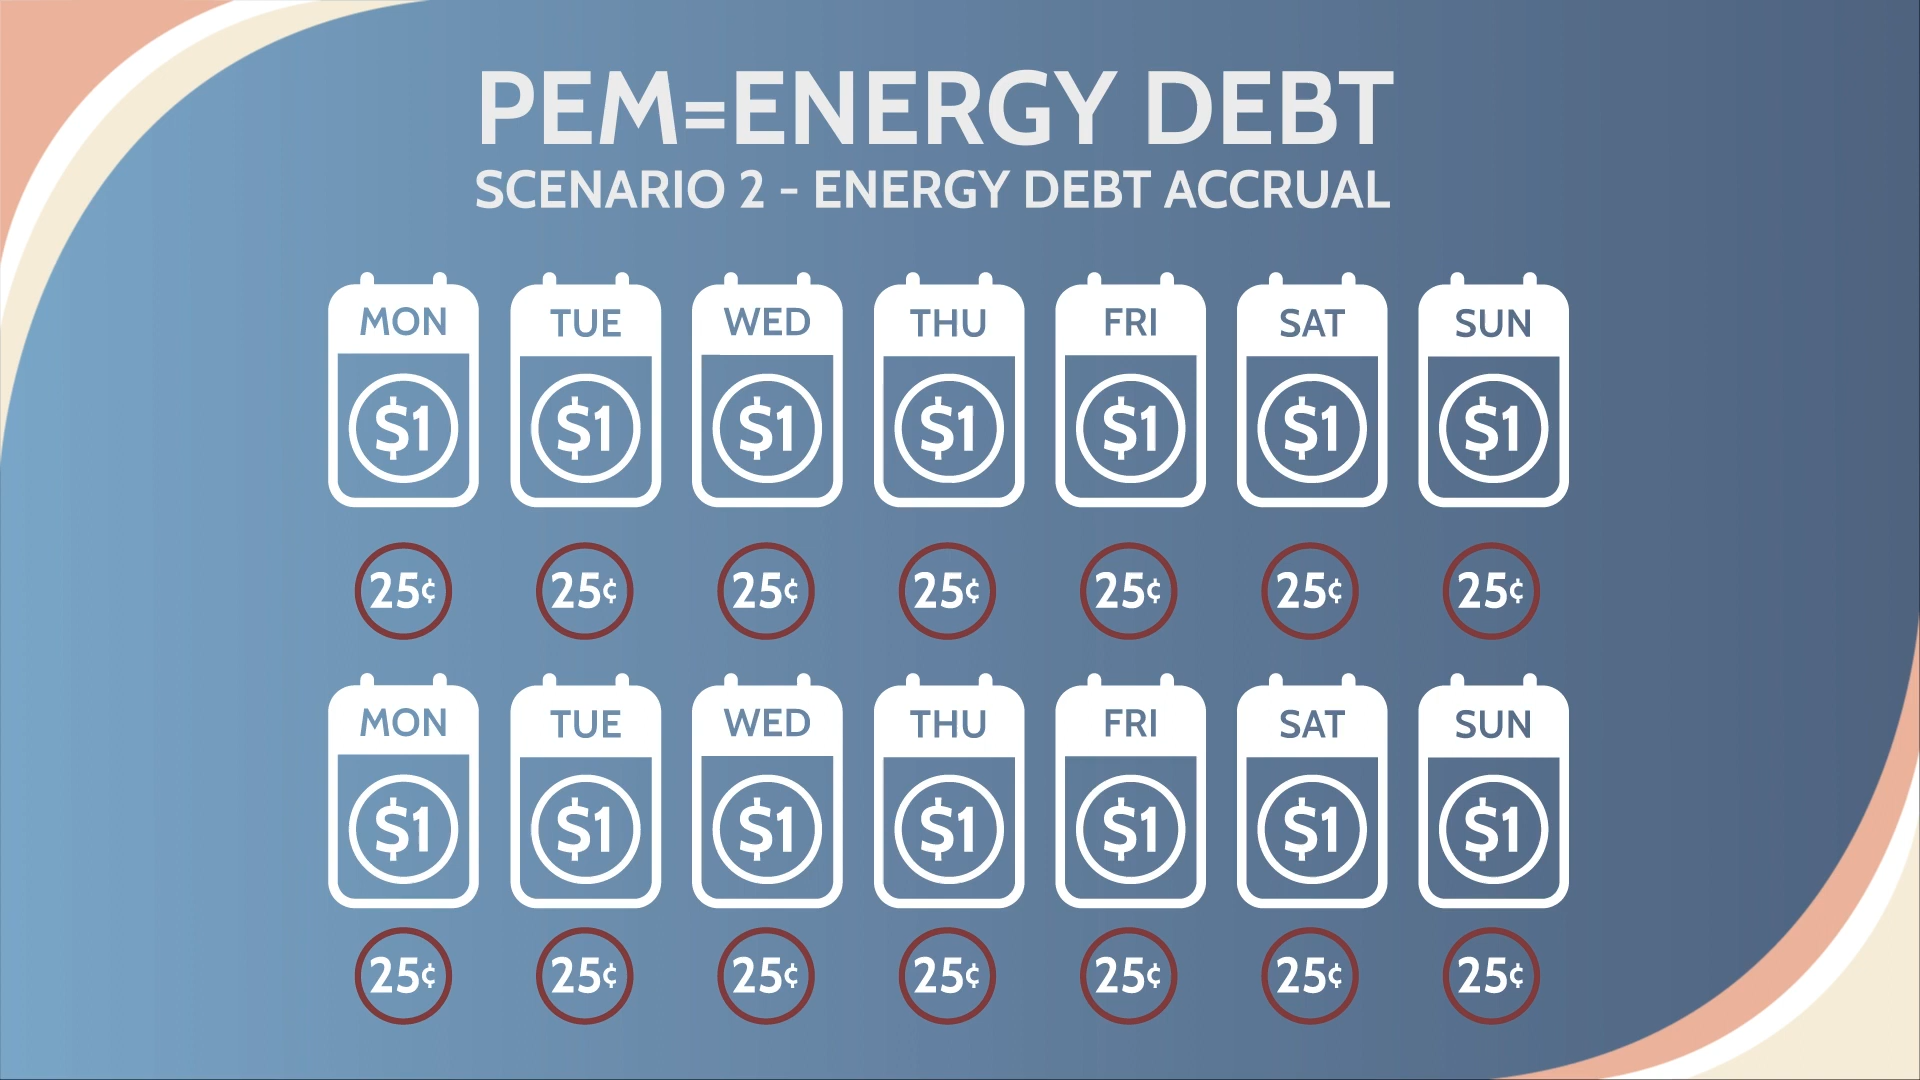 PEM=ENERGY DEBT
SCENARIO 2 - ENERGY DEBT ACCRUAL
MON TUE WED THU FRI SAT SUN
$1 $1 $1 $1 $1 $1 $1
25¢ 25¢ 25¢ 25¢ 25¢ 25¢ 25¢
MON TUE WED THU FRI SAT SUN
$1 $1 $1 $1 $1 $1 $1
25¢ 25¢ 25¢ 25¢ 25¢ 25¢ 25¢